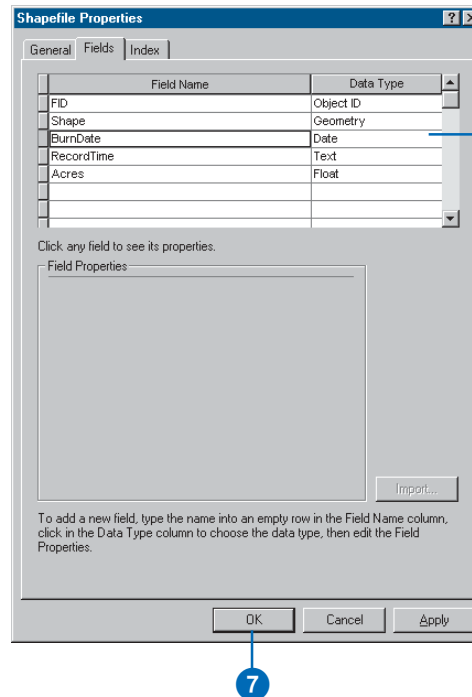 Shapefile Properties
General Fields Index
Field Name Data Type
FID Object ID
Shape Geometry
BurnDate Date
RecordTime Text
Acres Float
Click any field to see its properties.
Field Properties
Import...
To add a new field, type the name into an empty row in the Field Name column,
click in the Data Type column to choose the data type, then edit the Field
Properties.
OK Cancel Apply
7